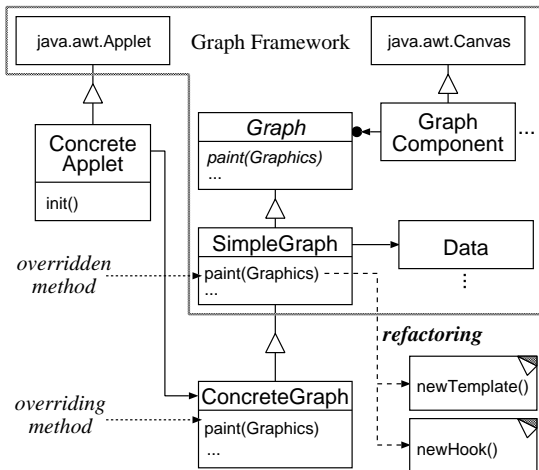 java.awt.Applet
Graph Framework
java.awt.Canvas
Concrete
Applet
init()
Graph
paint(Graphics)
...
Graph
Component
...
SimpleGraph
paint(Graphics)
...
Data
...
overridden
method
refactoring
newTemplate()
newHook()
ConcreteGraph
paint(Graphics)
...
overriding
method